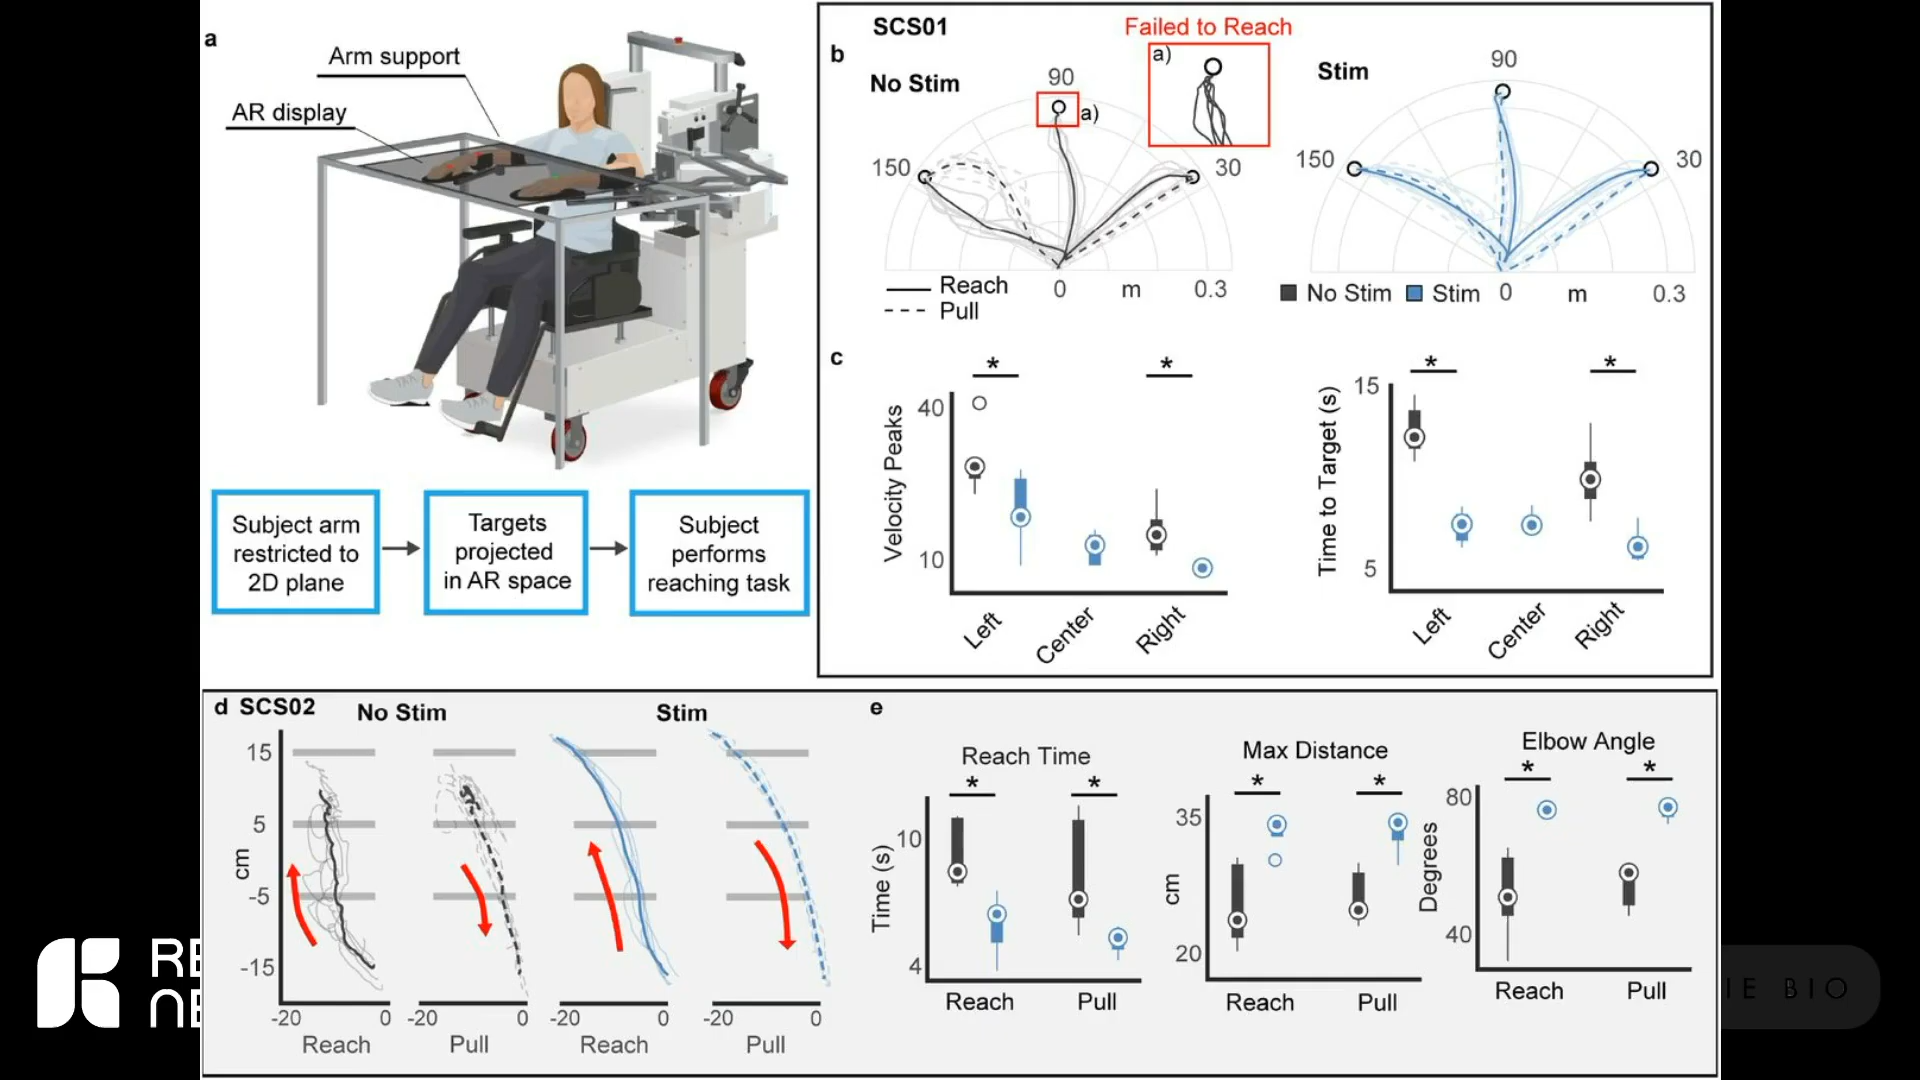 a
Arm support
AR display
Subject arm
restricted to
2D plane
Targets
projected
in AR space
Subject
performs
reaching task
SCS01
b
No Stim
Failed to Reach
a)
90
a)
150
30
Reach
Pull
0
m
0.3
Stim
90
150
30
No Stim
Stim
0
m
0.3
c
*
*
40
10
Velocity Peaks
Left
Center
Right
*
*
15
5
Time to Target (s)
Left
Center
Right
d SCS02
No Stim
Stim
15
5
-5
-15
cm
-20
0
-20
0
-20
0
-20
0
Reach
Pull
Reach
Pull
e
Reach Time
*
*
10
4
Time (s)
Reach
Pull
Max Distance
*
*
35
20
cm
Reach
Pull
Elbow Angle
*
*
80
40
Degrees
Reach
Pull
BIO